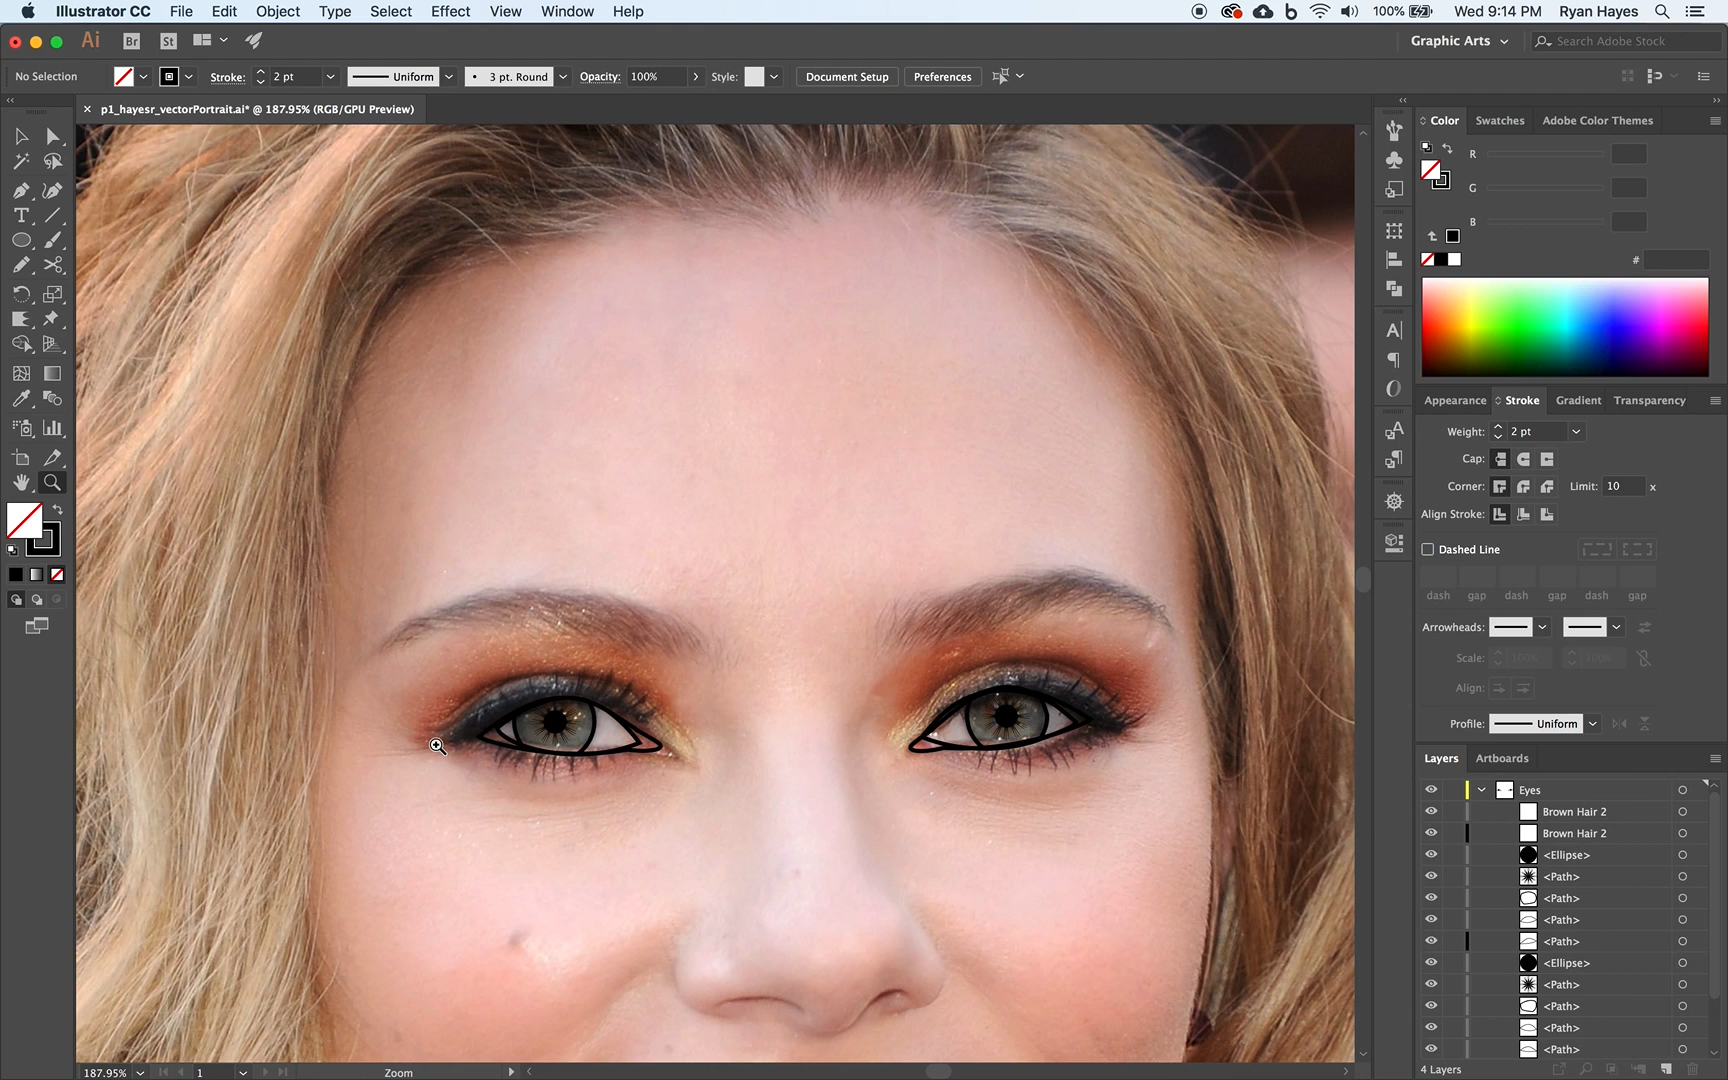 Illustrator CC File Edit Object Type Select Effect View Window Help 100% Wed 9:14 PM Ryan Hayes
Ai Br St Graphic Arts Search Adobe Stock
No Selection Stroke: 2 pt Uniform 3 pt. Round Opacity: 100% Style: Document Setup Preferences
p1_hayesr_vectorPortrait.ai* @ 187.95% (RGB/GPU Preview)
Color Swatches Adobe Color Themes
R
G
B
#
Appearance Stroke Gradient Transparency
Weight: 2 pt
Cap:
Corner: Limit: 10 x
Align Stroke:
Dashed Line
dash gap dash gap dash gap
Arrowheads:
Scale: 100% 100%
Align:
Profile: Uniform
Layers Artboards
Eyes
Brown Hair 2
Brown Hair 2
<Ellipse>
<Path>
<Path>
<Path>
<Path>
<Ellipse>
<Path>
<Path>
<Path>
<Path>
4 Layers
187.95% 1 Zoom